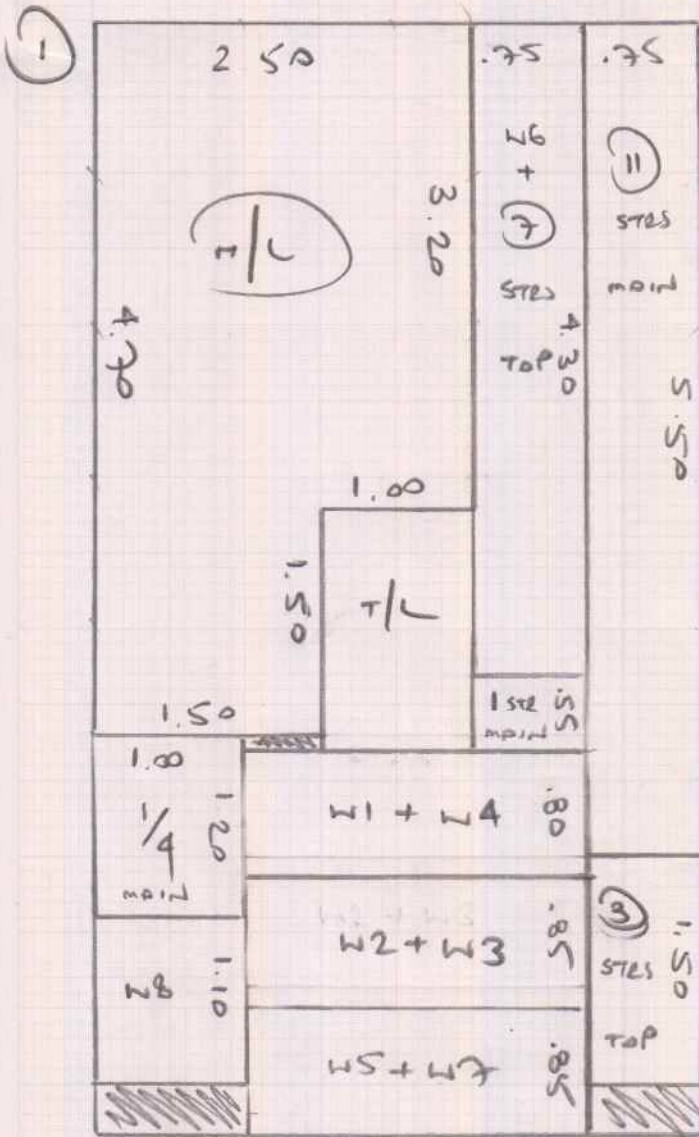 1
2.50
.75
.75
W6 + 7 STRS TOP
11 STRS MAIN
3.20
4.30
5.50
4.70
1.00
1.50
T/L
1 STR MAIN
.55
1.50
1.00
1.20
1/4 MAIN
W1 + W4
.80
W2 + W3
.85
3 STRS TOP
1.50
W8
1.10
W5 + W7
.85